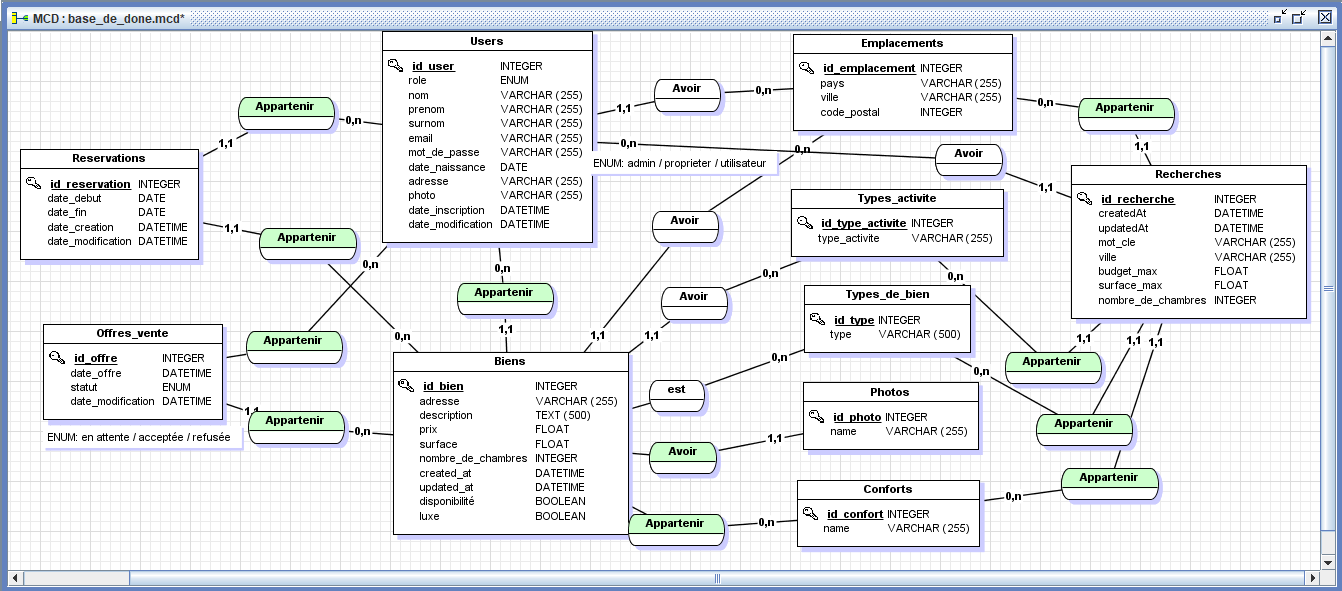 MCD : base_de_done.mcd*
Users
id_user INTEGER
role ENUM
nom VARCHAR (255)
prenom VARCHAR (255)
surnom VARCHAR (255)
email VARCHAR (255)
mot_de_passe VARCHAR (255)
date_naissance DATE
adresse VARCHAR (255)
photo VARCHAR (255)
date_inscription DATETIME
date_modification DATETIME
ENUM: admin / proprieter / utilisateur
Emplacements
id_emplacement INTEGER
pays VARCHAR (255)
ville VARCHAR (255)
code_postal INTEGER
Avoir
1,1
0,n
Appartenir
0,n
1,1
Avoir
0,n
1,1
Appartenir
0,n
1,1
Reservations
id_reservation INTEGER
date_debut DATE
date_fin DATE
date_creation DATETIME
date_modification DATETIME
Appartenir
1,1
0,n
Recherches
id_recherche INTEGER
createdAt DATETIME
updatedAt DATETIME
mot_cle VARCHAR (255)
ville VARCHAR (255)
budget_max FLOAT
surface_max FLOAT
nombre_de_chambres INTEGER
Types_activite
id_type_activite INTEGER
type_activite VARCHAR (255)
Avoir
0,n
1,1
Avoir
0,n
1,1
Appartenir
0,n
1,1
Types_de_bien
id_type INTEGER
type VARCHAR (500)
Offres_vente
id_offre INTEGER
date_offre DATETIME
statut ENUM
date_modification DATETIME
ENUM: en attente / acceptée / refusée
Appartenir
0,n
Appartenir
1,1
0,n
Biens
id_bien INTEGER
adresse VARCHAR (255)
description TEXT (500)
prix FLOAT
surface FLOAT
nombre_de_chambres INTEGER
created_at DATETIME
updated_at DATETIME
disponibilité BOOLEAN
luxe BOOLEAN
est
0,n
Appartenir
0,n
1,1
Photos
id_photo INTEGER
name VARCHAR (255)
Avoir
1,1
Appartenir
0,n
1,1
Conforts
id_confort INTEGER
name VARCHAR (255)
Appartenir
0,n
Appartenir
0,n
1,1